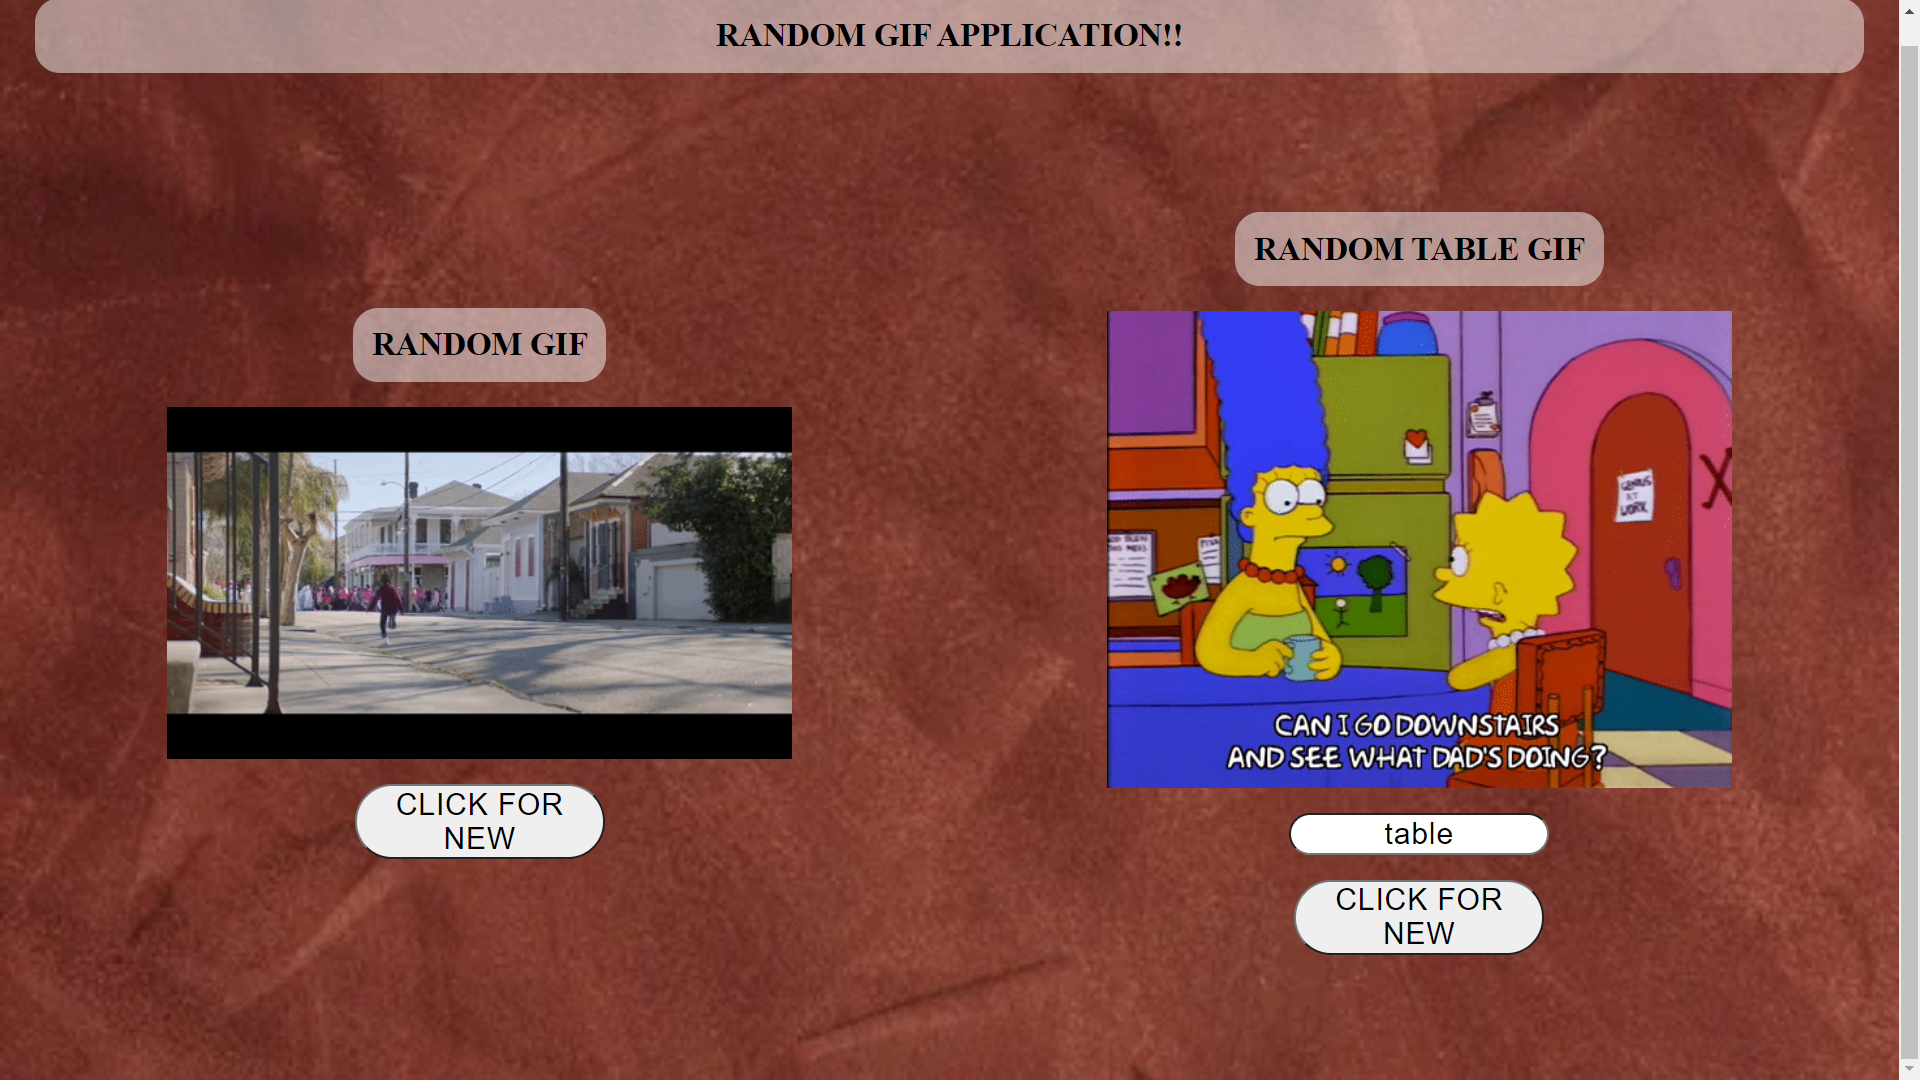 RANDOM GIF APPLICATION!!
RANDOM GIF
CLICK FOR
NEW
RANDOM TABLE GIF
GENIUS
AT
WORK
CAN I GO DOWNSTAIRS
AND SEE WHAT DAD'S DOING?
table
CLICK FOR
NEW